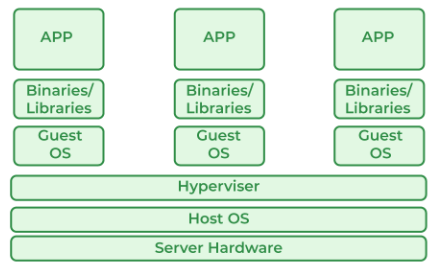 APP APP APP
Binaries/ Binaries/ Binaries/
Libraries Libraries Libraries
Guest Guest Guest
OS OS OS
Hyperviser
Host OS
Server Hardware